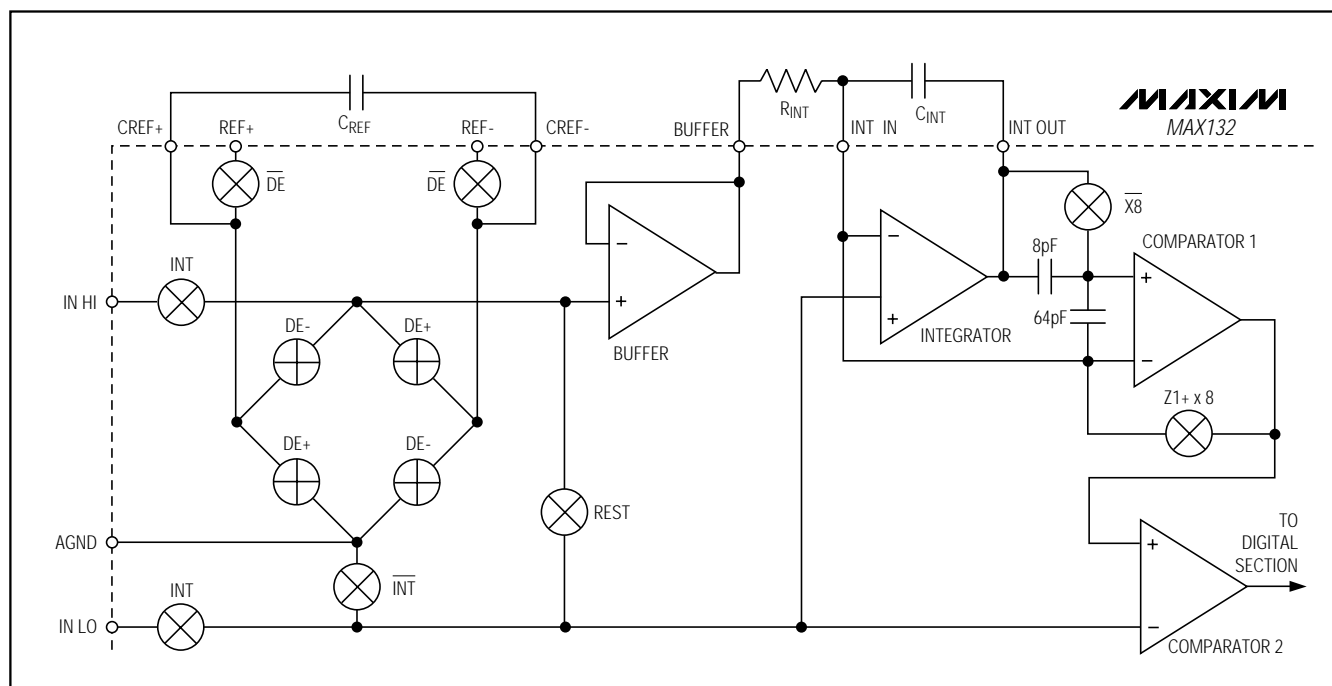 MAXIM
MAX132
CREF+
REF+
CREF
REF-
CREF-
BUFFER
RINT
INT IN
CINT
INT OUT
DE
DE
X8
COMPARATOR 1
INT
IN HI
8pF
64pF
DE-
DE+
BUFFER
INTEGRATOR
Z1+ x 8
DE+
DE-
REST
AGND
TO
DIGITAL
SECTION
INT
INT
IN LO
COMPARATOR 2
+
-
+
-
+
-
+
-
+
-